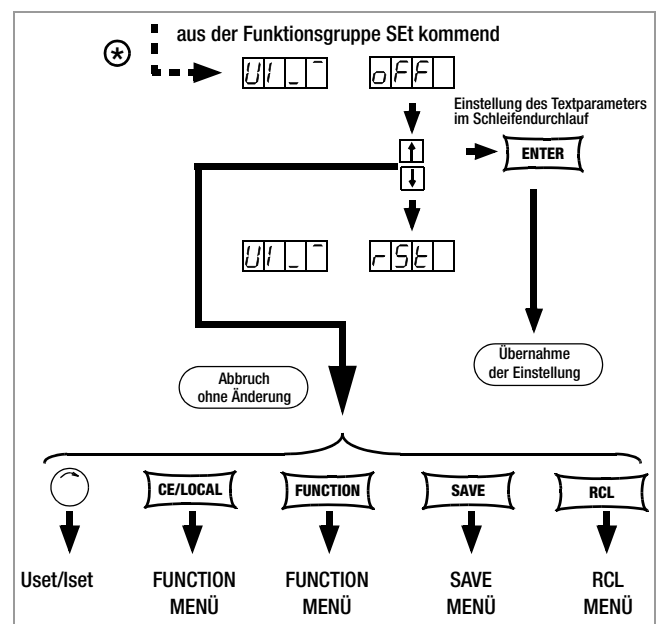 aus der Funktionsgruppe SEt kommend
UI_‾ oFF
Einstellung des Textparameters
im Schleifendurchlauf
↑
ENTER
↓
UI_‾ rSt
Übernahme
der Einstellung
Abbruch
ohne Änderung
CE/LOCAL FUNCTION SAVE RCL
Uset/Iset FUNCTION MENÜ FUNCTION MENÜ SAVE MENÜ RCL MENÜ